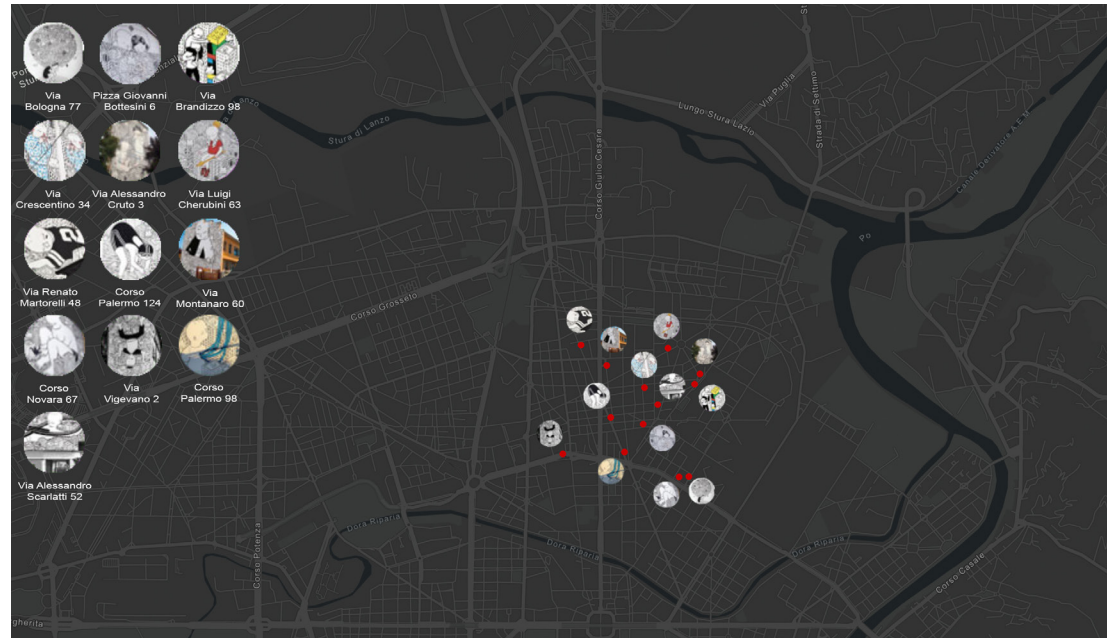 Via
Bologna 77
Pizza Giovanni
Bottesini 6
Via
Brandizzo 98
Via
Crescentino 34
Via Alessandro
Cruto 3
Via Luigi
Cherubini 63
Via Renato
Martorelli 48
Corso
Palermo 124
Via
Montanaro 60
Corso
Novara 67
Via
Vigevano 2
Corso
Palermo 98
Via Alessandro
Scarlatti 52
Stura di Lanzo
Corso Giulio Cesare
Lungo Stura Lazio
Via Puglia
Strada di Settimo
Canale Derivatore A.E.M.
Po
Corso Grosseto
Corso Potenza
Dora Riparia
Dora Riparia
Dora Riparia
Corso Casale
gherita